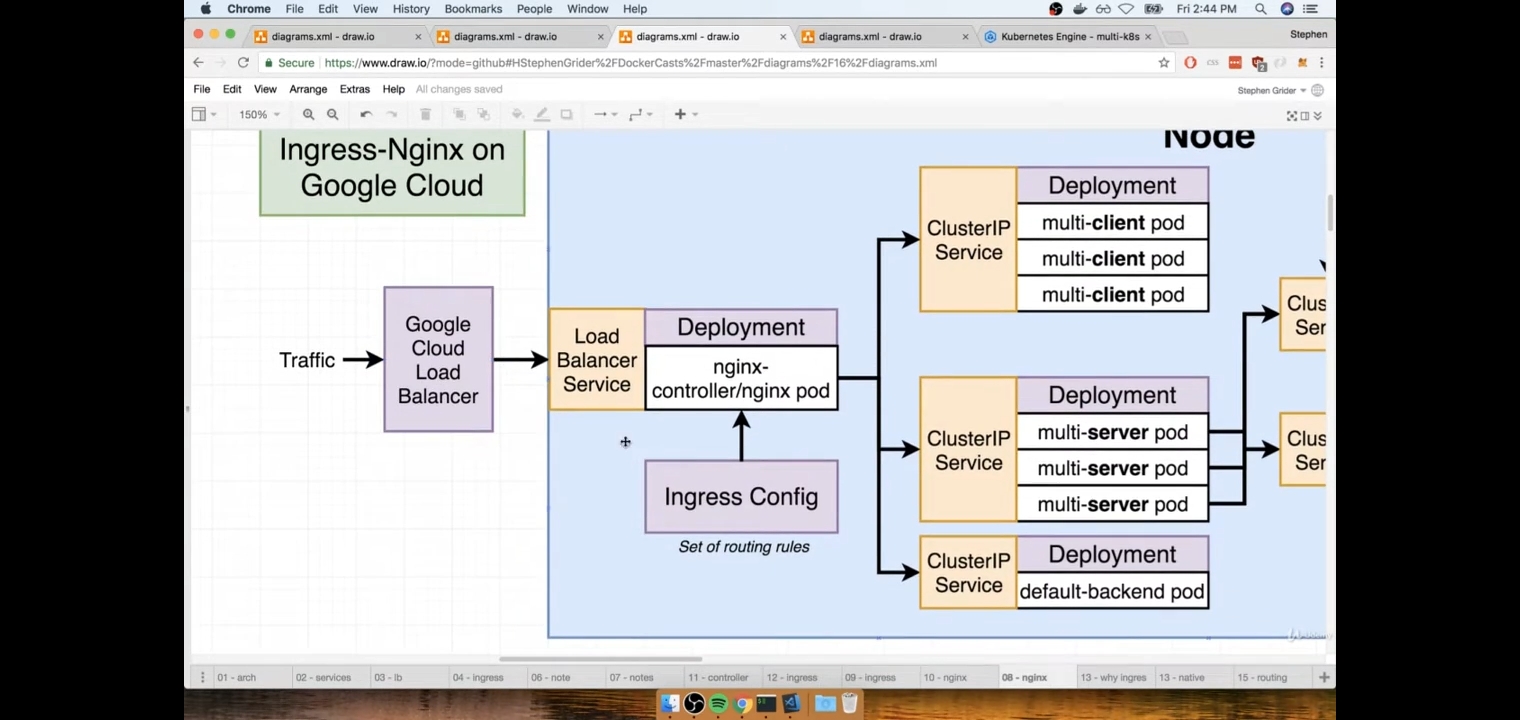 Chrome File Edit View History Bookmarks People Window Help Fri 2:44 PM
diagrams.xml - draw.io × diagrams.xml - draw.io × diagrams.xml - draw.io × diagrams.xml - draw.io × Kubernetes Engine - multi-k8s × Stephen
Secure https://www.draw.io/?mode=github#HStephenGrider%2FDockerCasts%2Fmaster%2Fdiagrams%2F16%2Fdiagrams.xml
File Edit View Arrange Extras Help All changes saved Stephen Grider
150%
Node
Ingress-Nginx on
Google Cloud
Traffic
Google
Cloud
Load
Balancer
Load
Balancer
Service
Deployment
nginx-
controller/nginx pod
Ingress Config
Set of routing rules
ClusterIP
Service
Deployment
multi-client pod
multi-client pod
multi-client pod
ClusterIP
Service
Deployment
multi-server pod
multi-server pod
multi-server pod
ClusterIP
Service
Deployment
default-backend pod
Clus
Ser
Clus
Ser
01 - arch 02 - services 03 - lb 04 - ingress 06 - note 07 - notes 11 - controller 12 - ingress 09 - ingress 10 - nginx 08 - nginx 13 - why ingres 13 - native 15 - routing